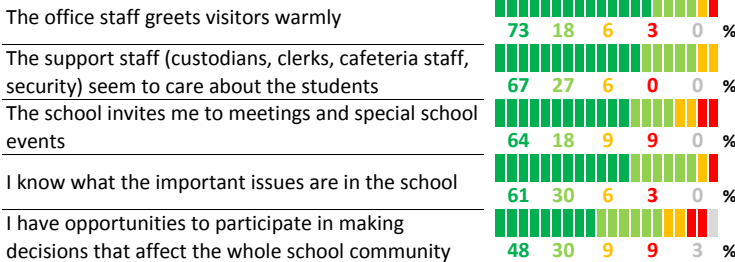 The office staff greets visitors warmly
73 18 6 3 0 %
The support staff (custodians, clerks, cafeteria staff,
security) seem to care about the students
67 27 6 0 0 %
The school invites me to meetings and special school
events
64 18 9 9 0 %
I know what the important issues are in the school
61 30 6 3 0 %
I have opportunities to participate in making
decisions that affect the whole school community
48 30 9 9 3 %